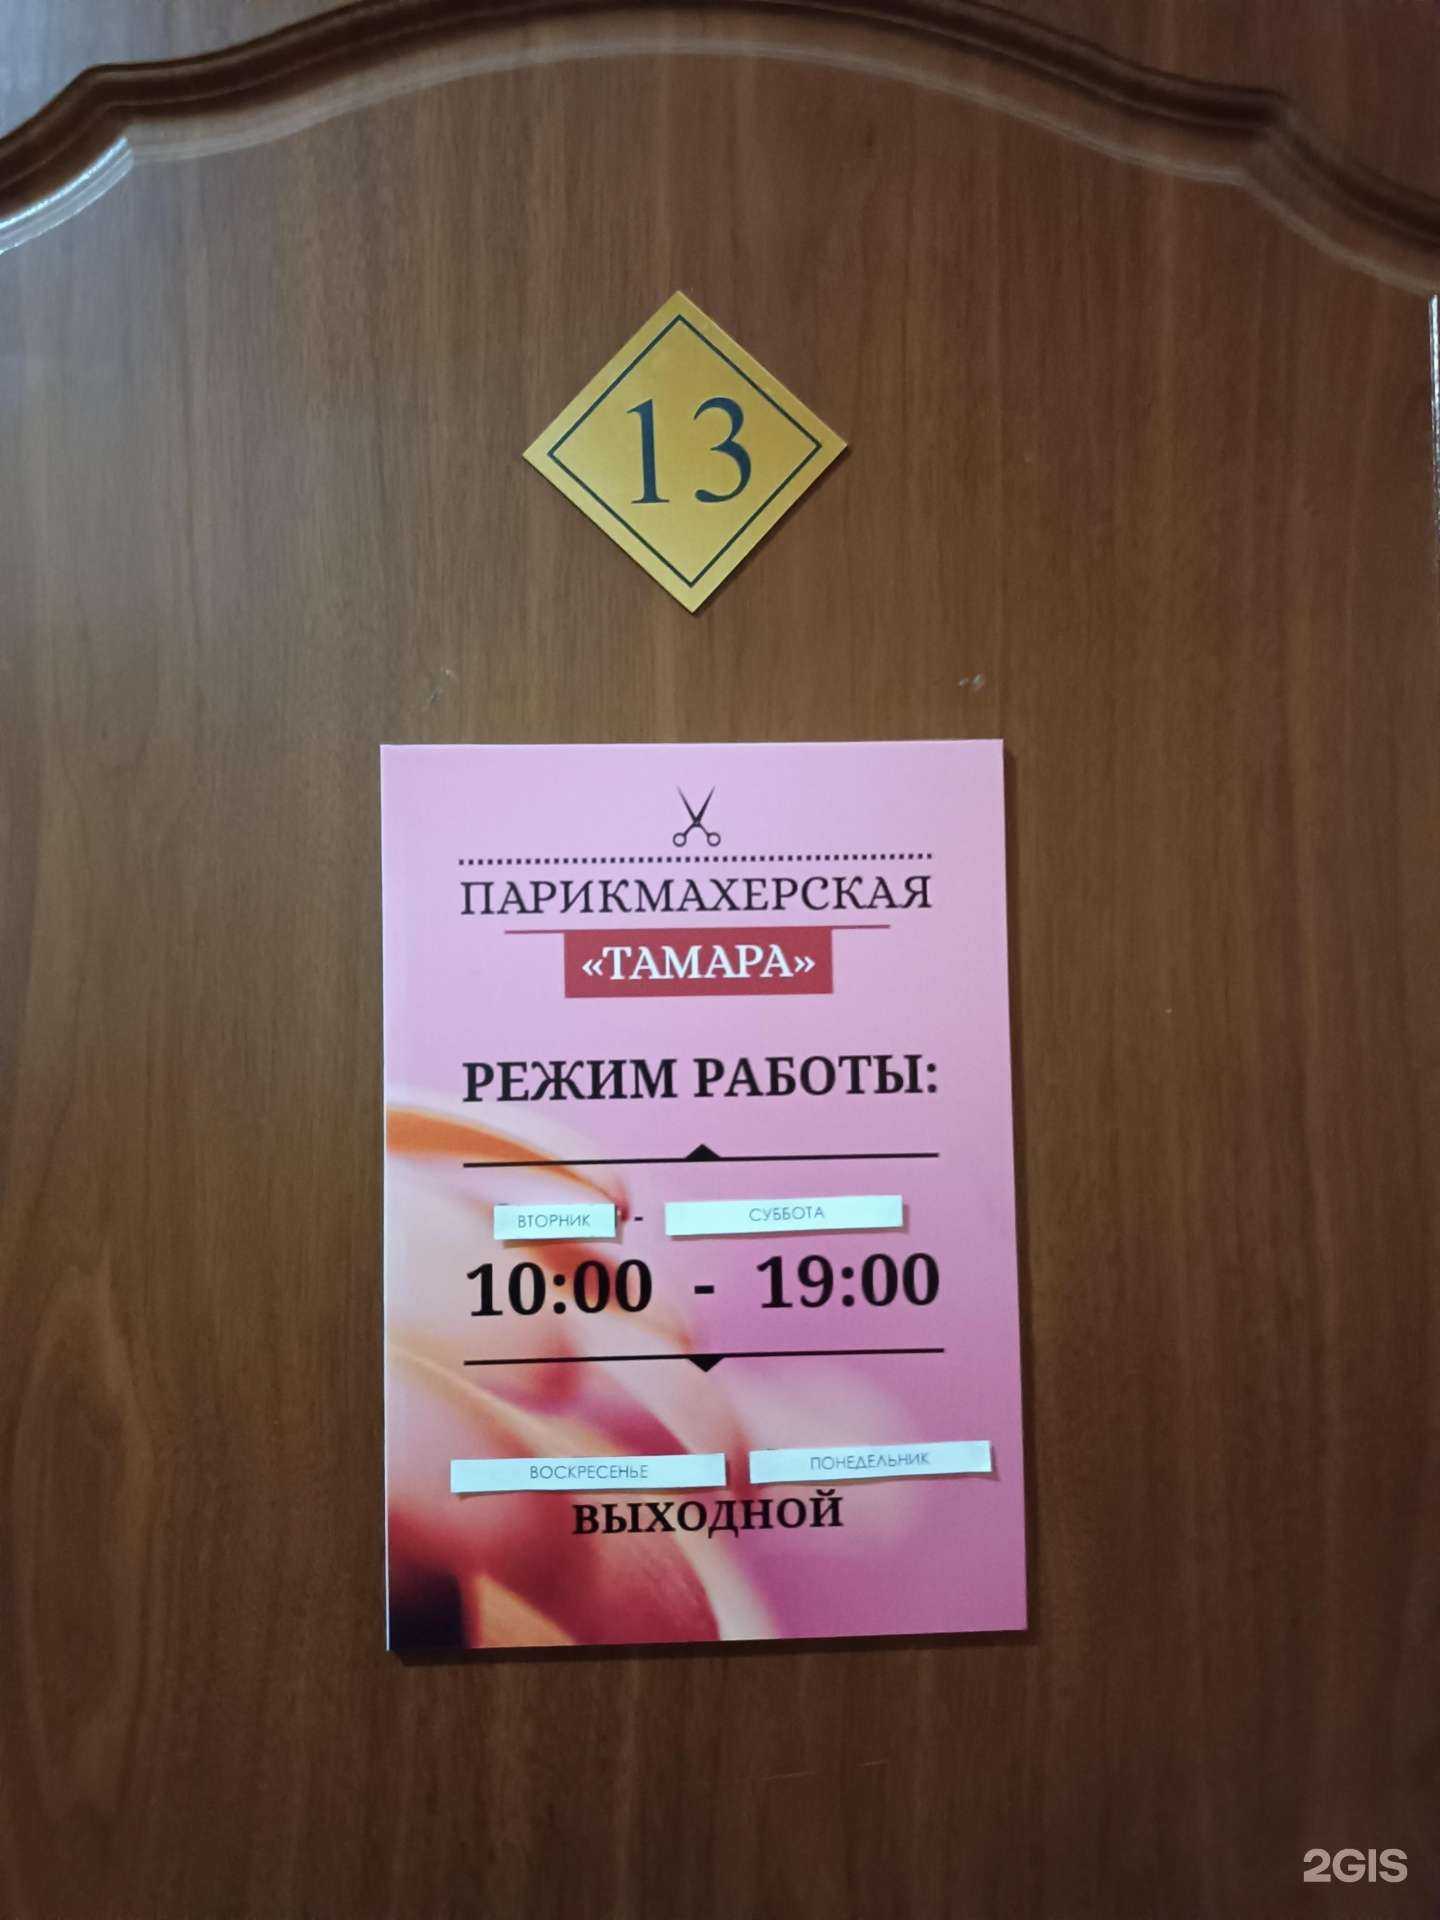 13
ПАРИКМАХЕРСКАЯ
«ТАМАРА»
РЕЖИМ РАБОТЫ:
ВТОРНИК - СУББОТА
10:00 - 19:00
ВОСКРЕСЕНЬЕ ПОНЕДЕЛЬНИК
ВЫХОДНОЙ
2GIS